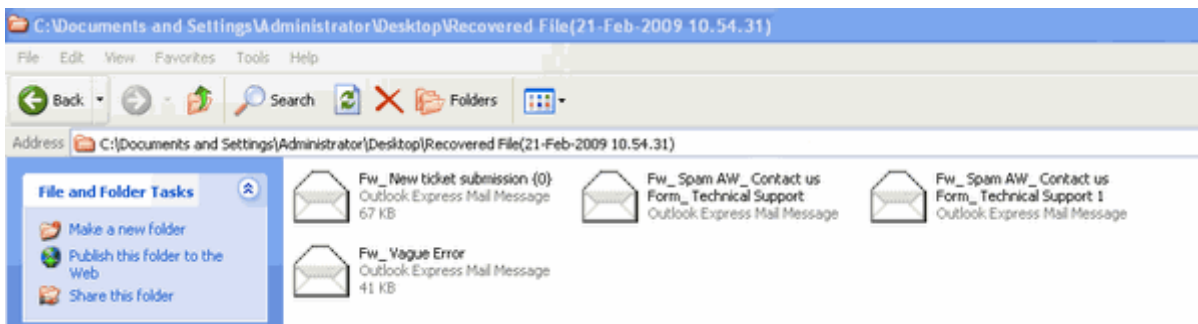 C:\Documents and Settings\Administrator\Desktop\Recovered File(21-Feb-2009 10.54.31)
File Edit View Favorites Tools Help
Back Search Folders
Address C:\Documents and Settings\Administrator\Desktop\Recovered File(21-Feb-2009 10.54.31)
File and Folder Tasks
Make a new folder
Publish this folder to the
Web
Share this folder
Fw_New ticket submission {0}
Outlook Express Mail Message
67 KB
Fw_ Spam AW_ Contact us
Form_ Technical Support
Outlook Express Mail Message
Fw_ Spam AW_ Contact us
Form_ Technical Support 1
Outlook Express Mail Message
Fw_ Vague Error
Outlook Express Mail Message
41 KB